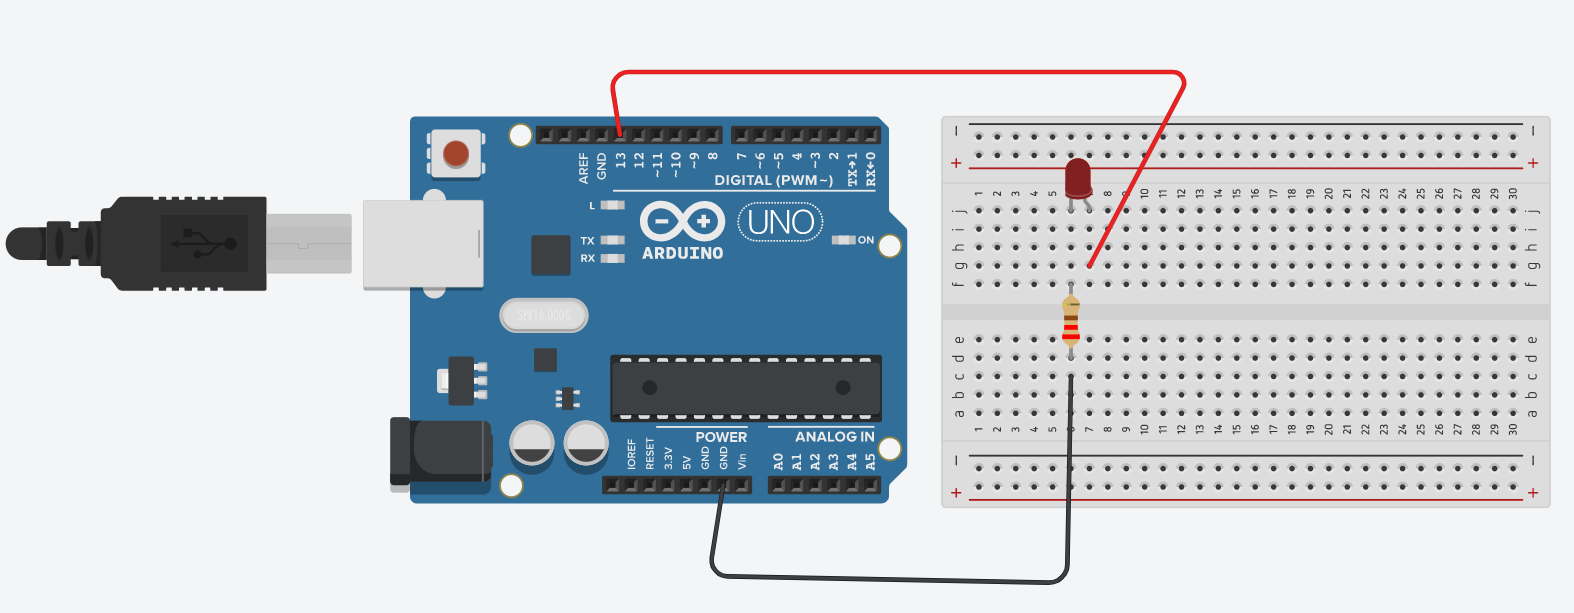 AREF
GND
13
12
~11
~10
~9
8
7
~6
~5
4
~3
2
TX→1
RX←0
DIGITAL (PWM~)
L
TX
RX
ARDUINO
UNO
ON
SPK16.000G
IOREF
RESET
3.3V
5V
GND
GND
Vin
POWER
ANALOG IN
A0
A1
A2
A3
A4
A5
− −
+ +
1 2 3 4 5 7 8 9 10 11 12 13 14 15 16 17 18 19 20 21 22 23 24 25 26 27 28 29 30
j j
i i
h h
g g
f f
e e
d d
c c
b b
a a
1 2 3 4 5 6 7 8 9 10 11 12 13 14 15 16 17 18 19 20 21 22 23 24 25 26 27 28 29 30
− −
+ +